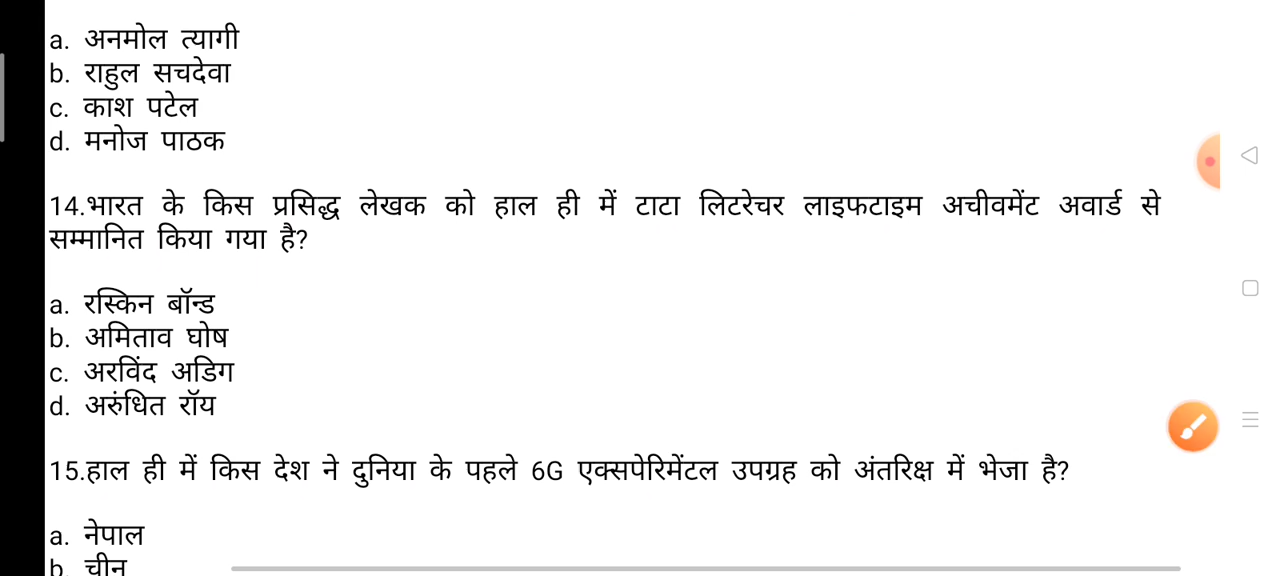 a. अनमोल त्यागी
b. राहुल सचदेवा
c. काश पटेल
d. मनोज पाठक
14.भारत के किस प्रसिद्ध लेखक को हाल ही में टाटा लिटरेचर लाइफटाइम अचीवमेंट अवार्ड से
सम्मानित किया गया है?
a. रस्किन बॉन्ड
b. अमिताव घोष
c. अरविंद अडिग
d. अरुंधित रॉय
15.हाल ही में किस देश ने दुनिया के पहले 6G एक्सपेरिमेंटल उपग्रह को अंतरिक्ष में भेजा है?
a. नेपाल
b. चीन